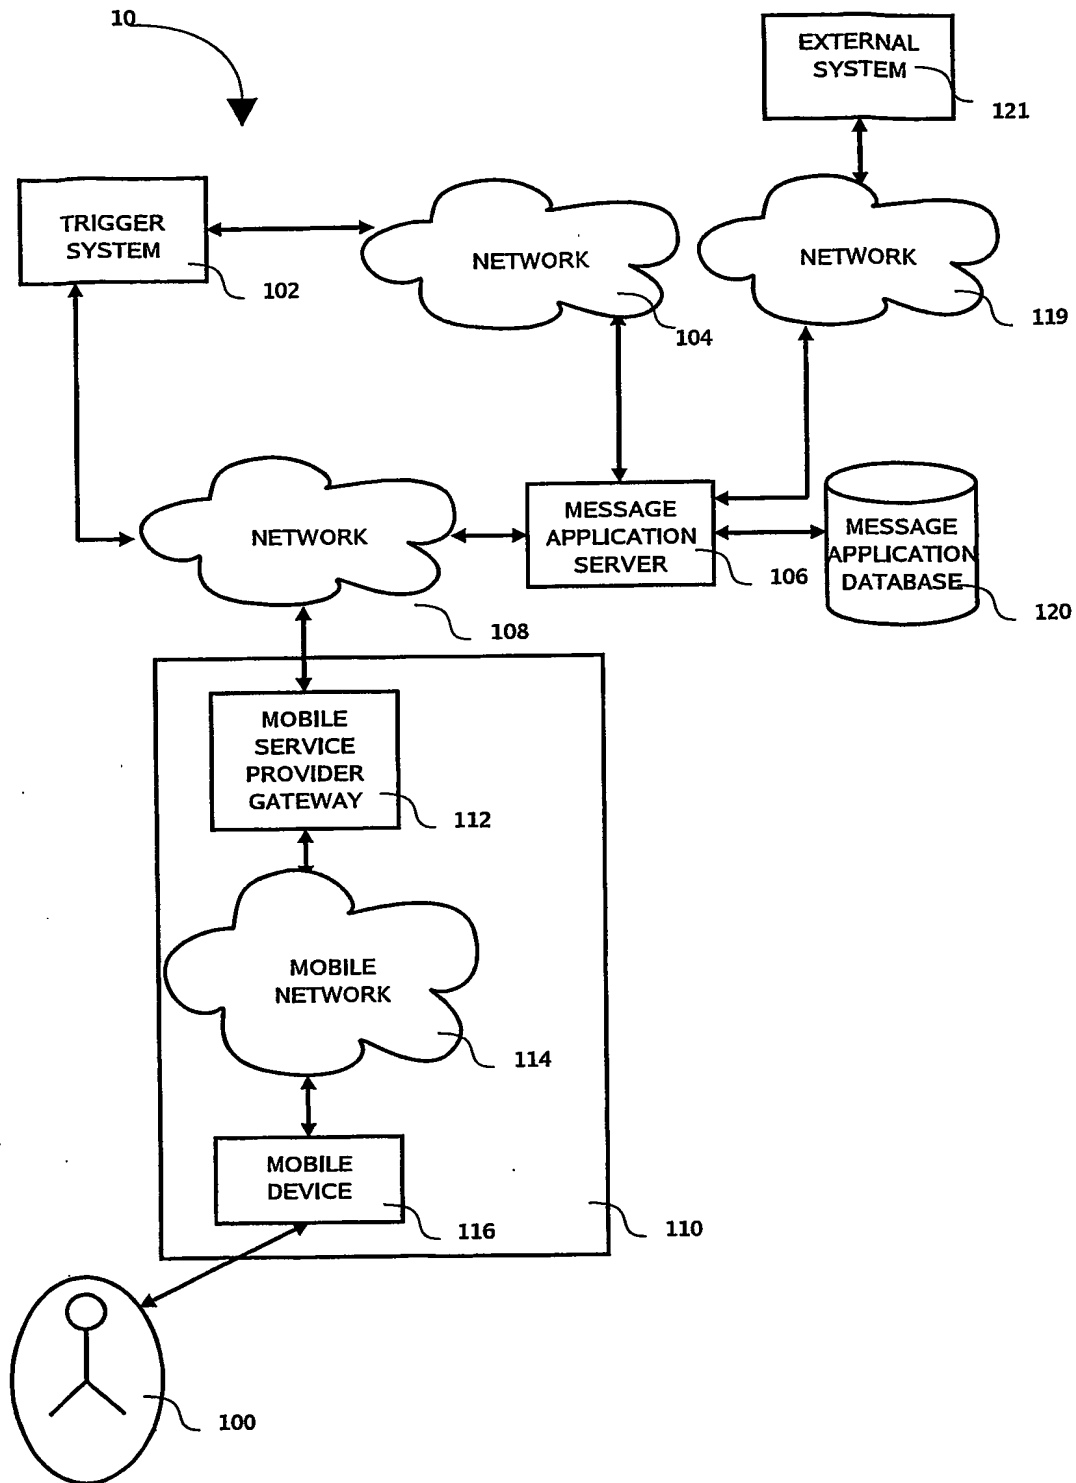 10
EXTERNAL
SYSTEM
121
TRIGGER
SYSTEM
102
NETWORK
104
NETWORK
119
NETWORK
108
MESSAGE
APPLICATION
SERVER
106
MESSAGE
APPLICATION
DATABASE
120
MOBILE
SERVICE
PROVIDER
GATEWAY
112
MOBILE
NETWORK
114
MOBILE
DEVICE
116
110
100